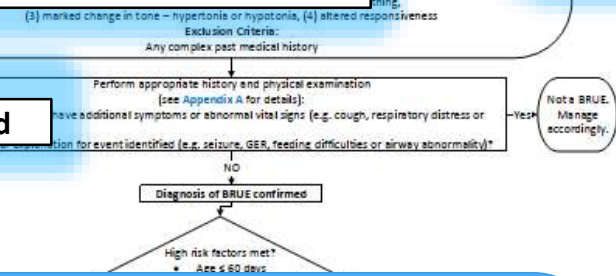 thing,
(3) marked change in tone – hypertonia or hypotonia, (4) altered responsiveness
Exclusion Criteria:
Any complex past medical history
Perform appropriate history and physical examination
(see Appendix A for details):
d
have additional symptoms or abnormal vital signs (e.g. cough, respiratory distress or
for event identified (e.g. seizure, GER, feeding difficulties or airway abnormality)*
Yes
Not a BRUE.
Manage
accordingly.
NO
Diagnosis of BRUE confirmed
High risk factors met?
• Age ≤ 60 days